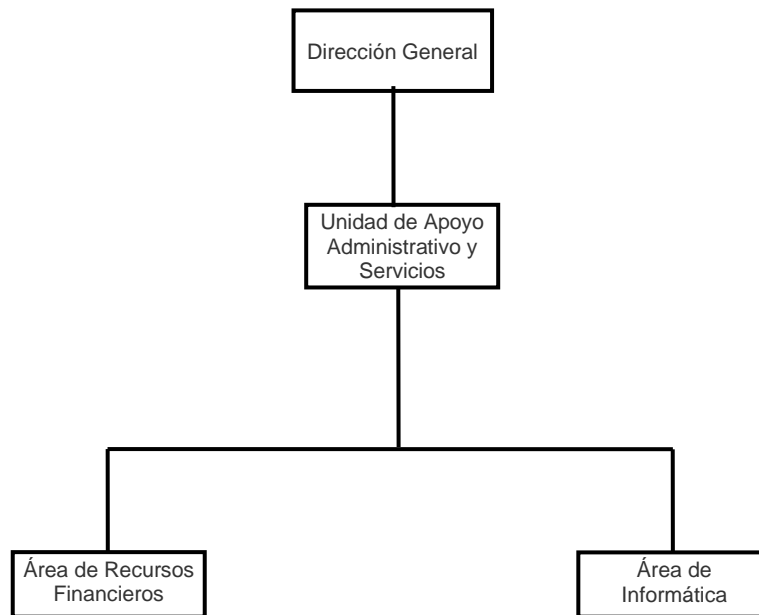 Dirección General
Unidad de Apoyo
Administrativo y
Servicios
Área de Recursos
Financieros
Área de
Informática